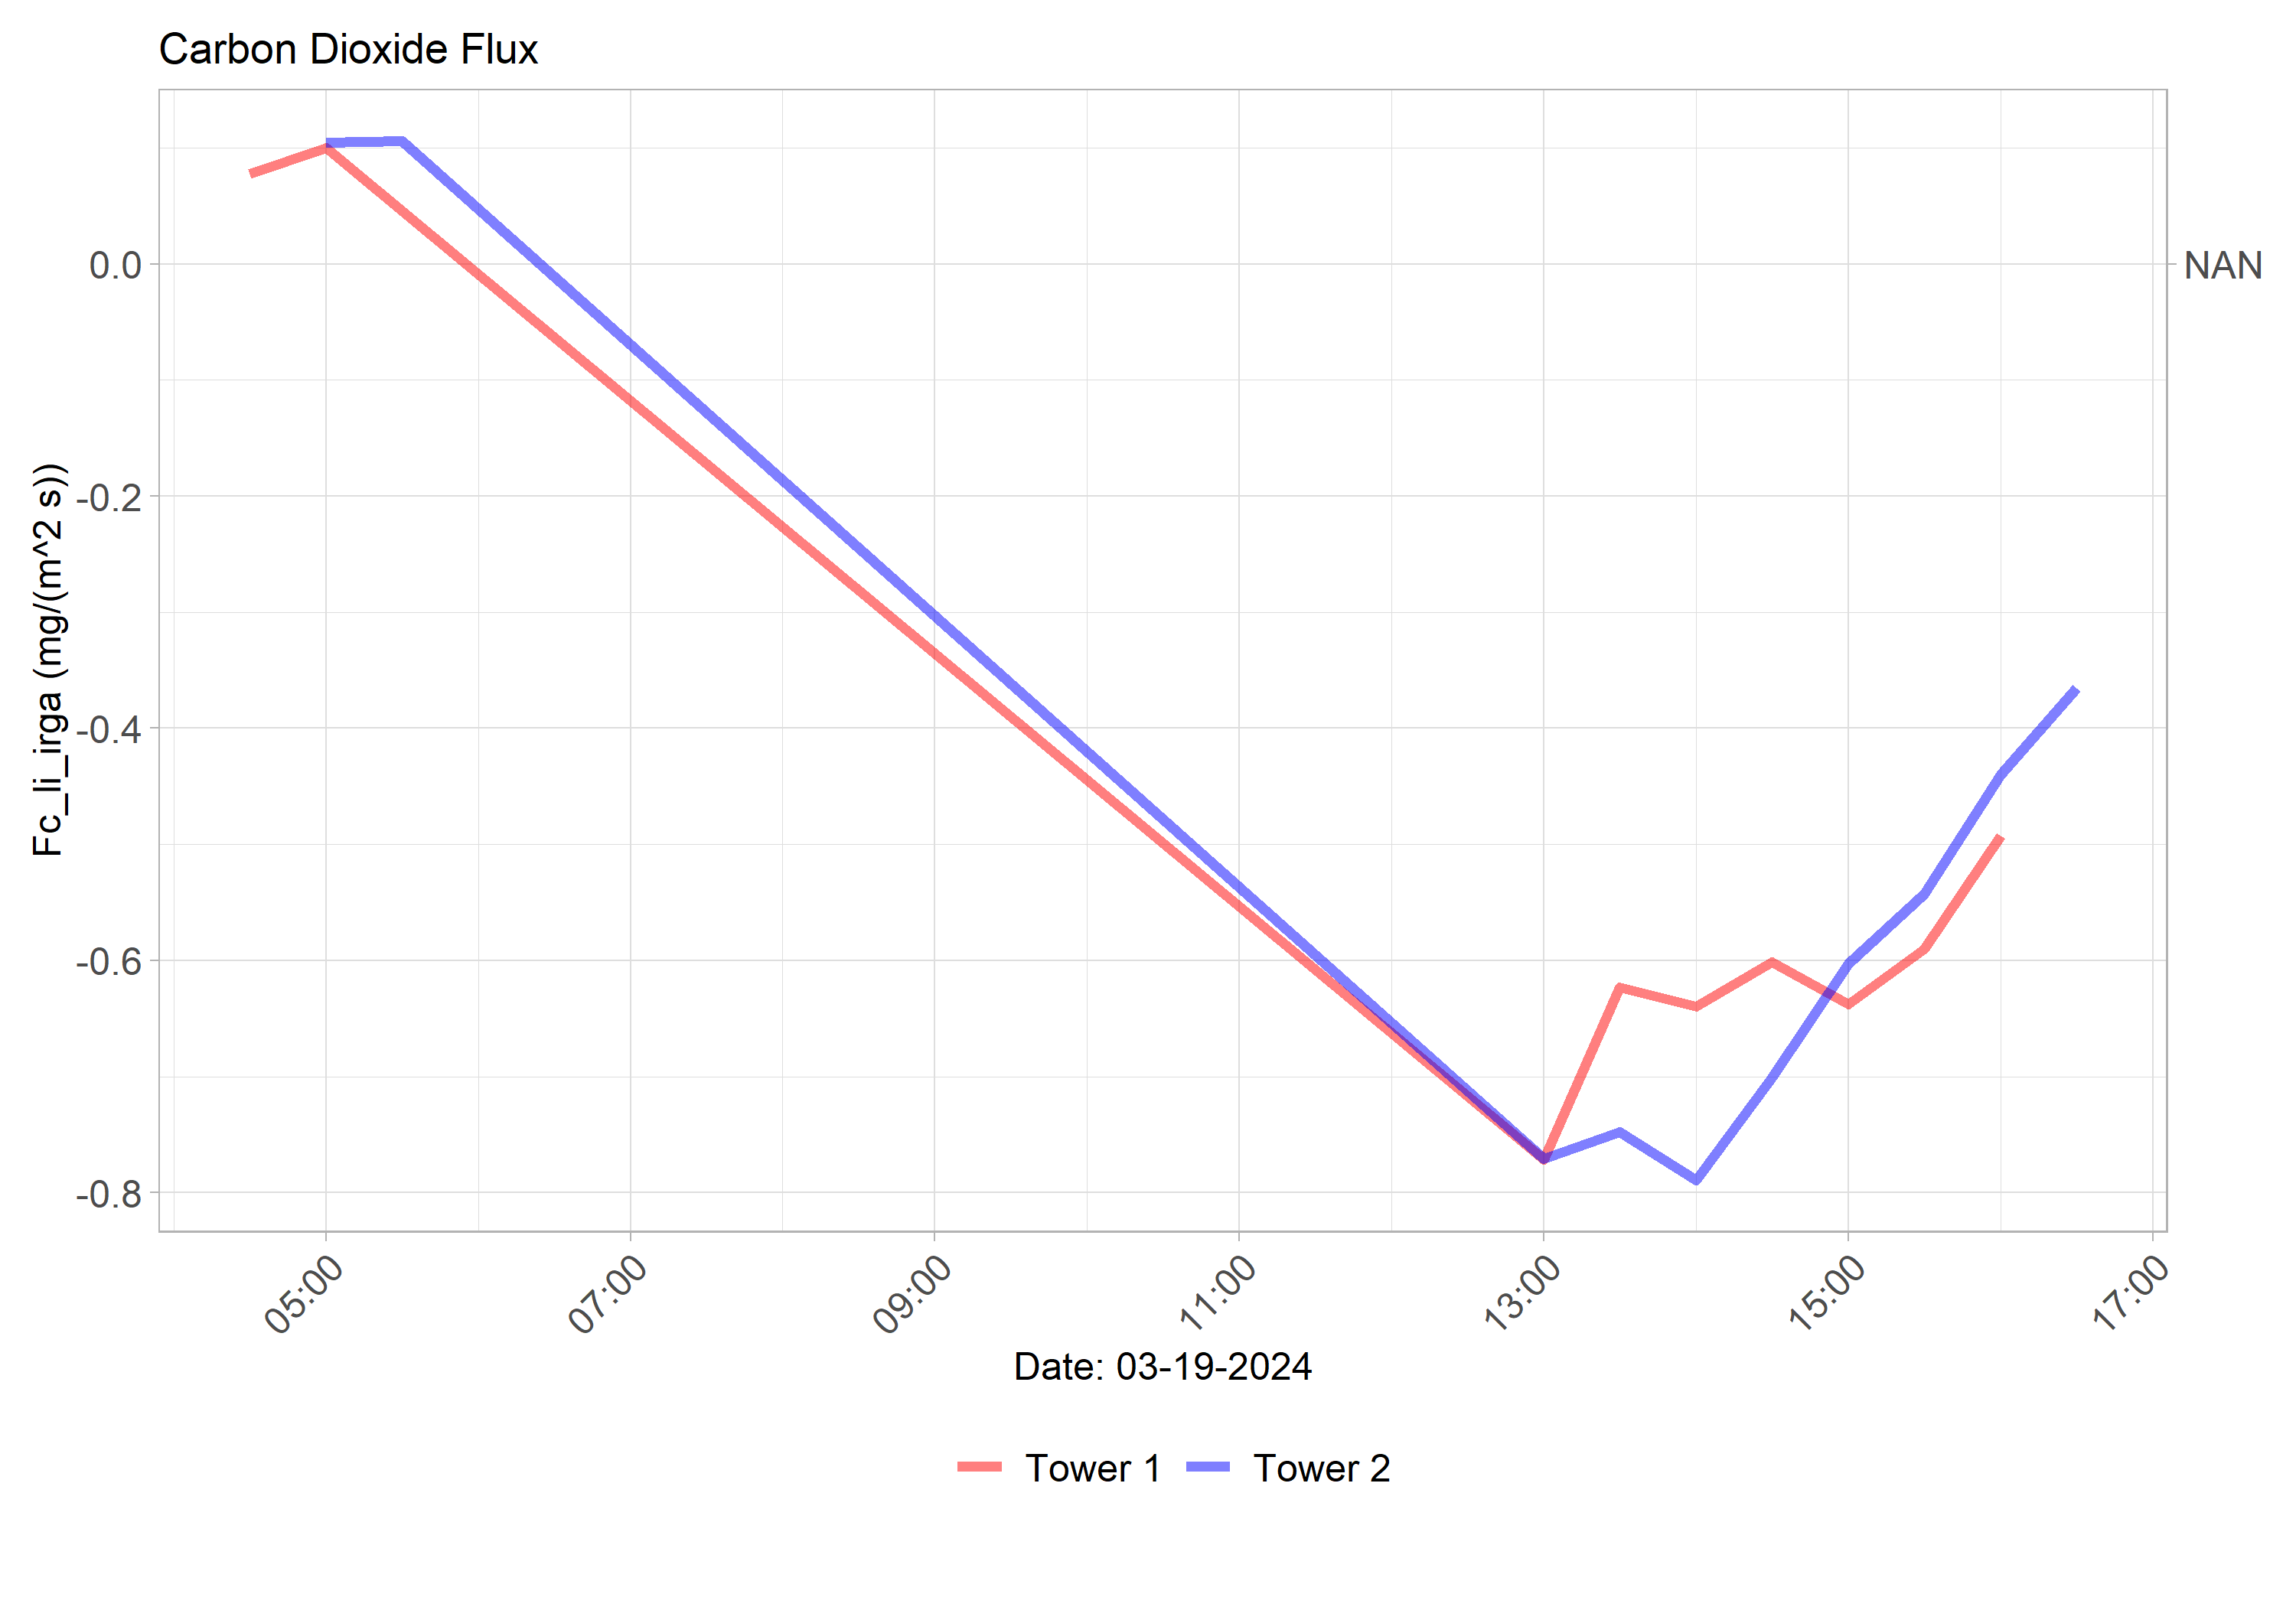 Carbon Dioxide Flux
Fc_li_irga (mg/(m^2 s))
0.0
-0.2
-0.4
-0.6
-0.8
NAN
05:00
07:00
09:00
11:00
13:00
15:00
17:00
Date: 03-19-2024
Tower 1
Tower 2